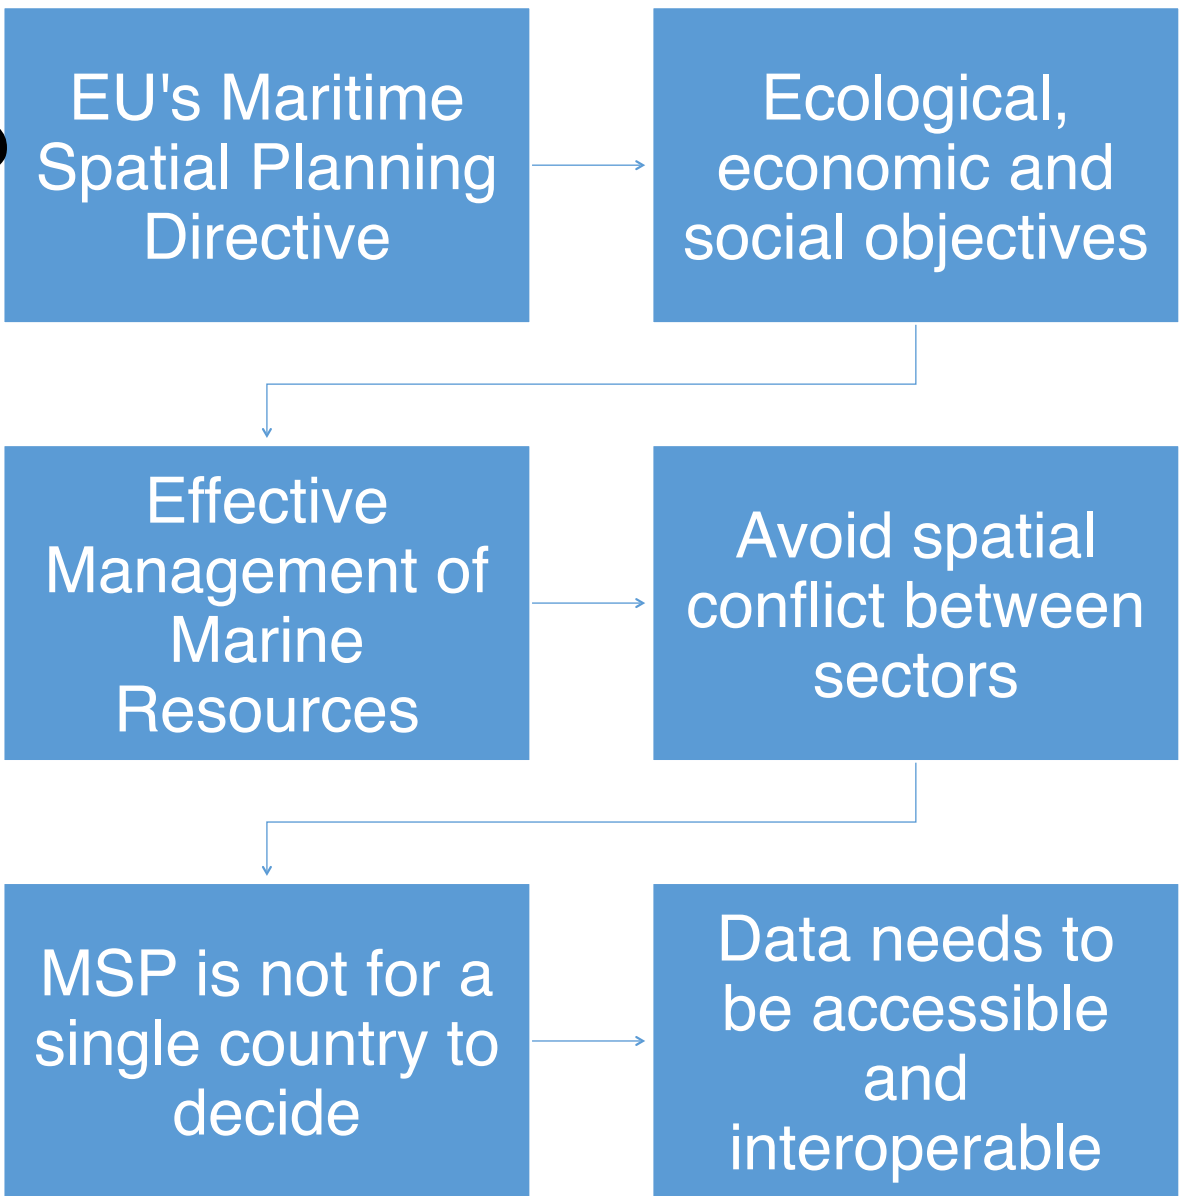 EU's Maritime
Spatial Planning
Directive
Ecological,
economic and
social objectives
Effective
Management of
Marine
Resources
Avoid spatial
conflict between
sectors
MSP is not for a
single country to
decide
Data needs to
be accessible
and
interoperable